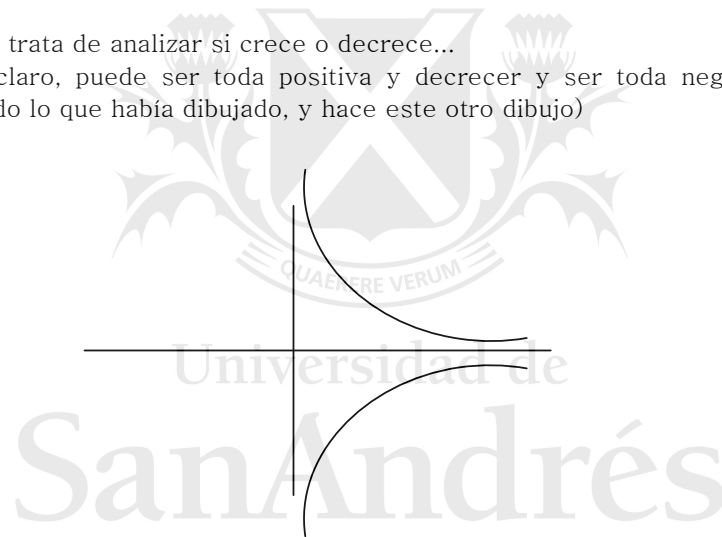 trata de analizar si crece o decrece...
claro, puede ser toda positiva y decrecer y ser toda neg
do lo que había dibujado, y hace este otro dibujo)
QUAERERE VERUM
Universidad de
SanAndrés